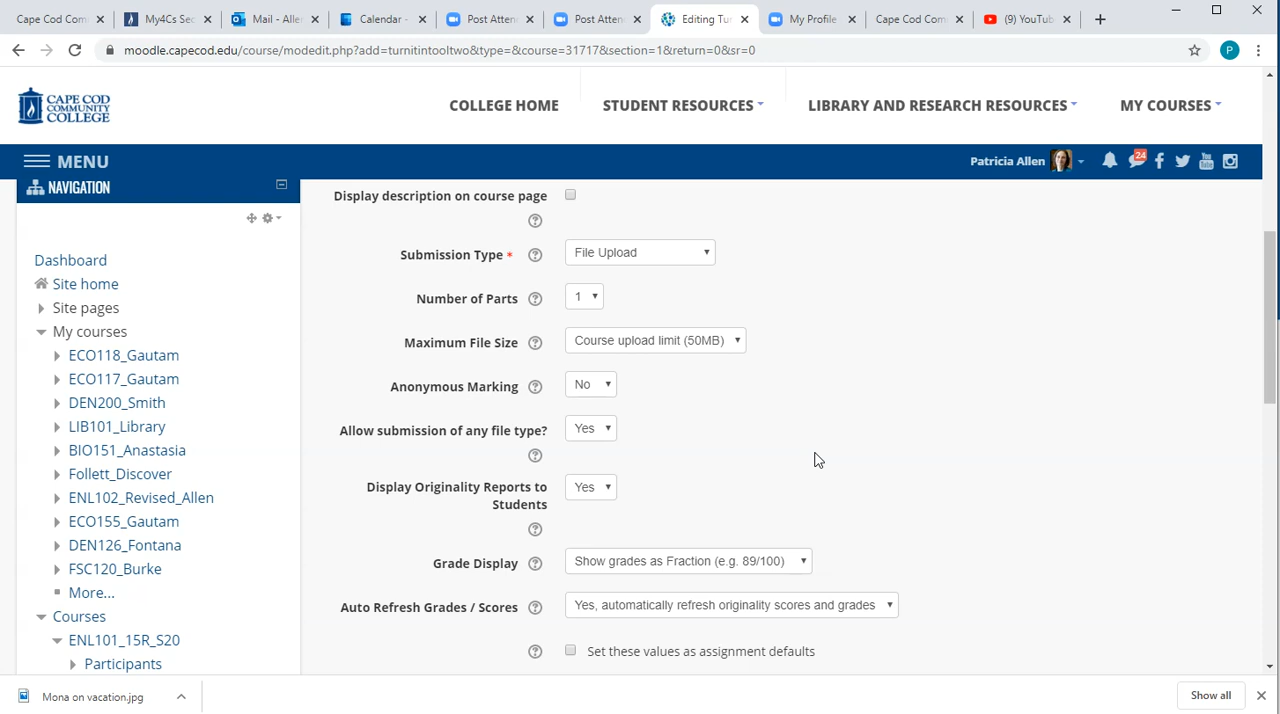 Cape Cod Com
My4Cs Sec
Mail - Aller
Calendar -
Post Atten
Post Atten
Editing Tur
My Profile
Cape Cod Com
(9) YouTub
moodle.capecod.edu/course/modedit.php?add=turnitintooltwo&type=&course=31717&section=1&return=0&sr=0
P
CAPE COD
COMMUNITY
COLLEGE
COLLEGE HOME
STUDENT RESOURCES
LIBRARY AND RESEARCH RESOURCES
MY COURSES
MENU
Patricia Allen
24
NAVIGATION
Dashboard
Site home
Site pages
My courses
ECO118_Gautam
ECO117_Gautam
DEN200_Smith
LIB101_Library
BIO151_Anastasia
Follett_Discover
ENL102_Revised_Allen
ECO155_Gautam
DEN126_Fontana
FSC120_Burke
More...
Courses
ENL101_15R_S20
Participants
Display description on course page
Submission Type * File Upload
Number of Parts 1
Maximum File Size Course upload limit (50MB)
Anonymous Marking No
Allow submission of any file type? Yes
Display Originality Reports to Yes
Students
Grade Display Show grades as Fraction (e.g. 89/100)
Auto Refresh Grades / Scores Yes, automatically refresh originality scores and grades
Set these values as assignment defaults
Mona on vacation.jpg
Show all